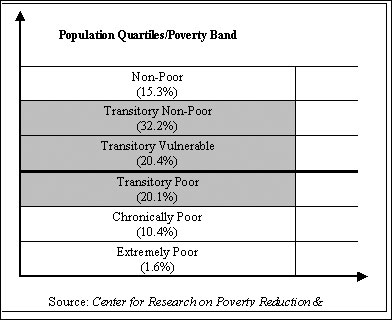 Population Quartiles/Poverty Band
Non-Poor
(15.3%)
Transitory Non-Poor
(32.2%)
Transitory Vulnerable
(20.4%)
Transitory Poor
(20.1%)
Chronically Poor
(10.4%)
Extremely Poor
(1.6%)
Source: Center for Research on Poverty Reduction &